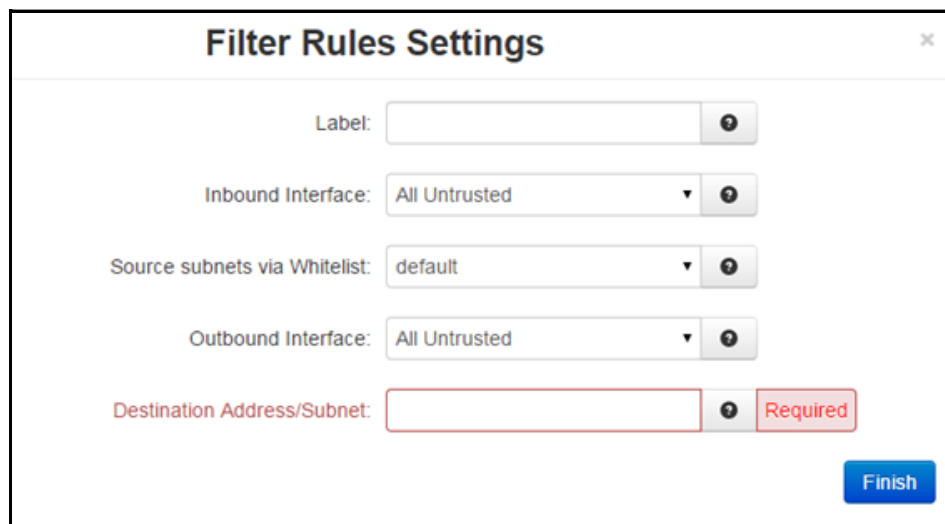 Filter Rules Settings ×
Label:
Inbound Interface: All Untrusted
Source subnets via Whitelist: default
Outbound Interface: All Untrusted
Destination Address/Subnet: Required
Finish